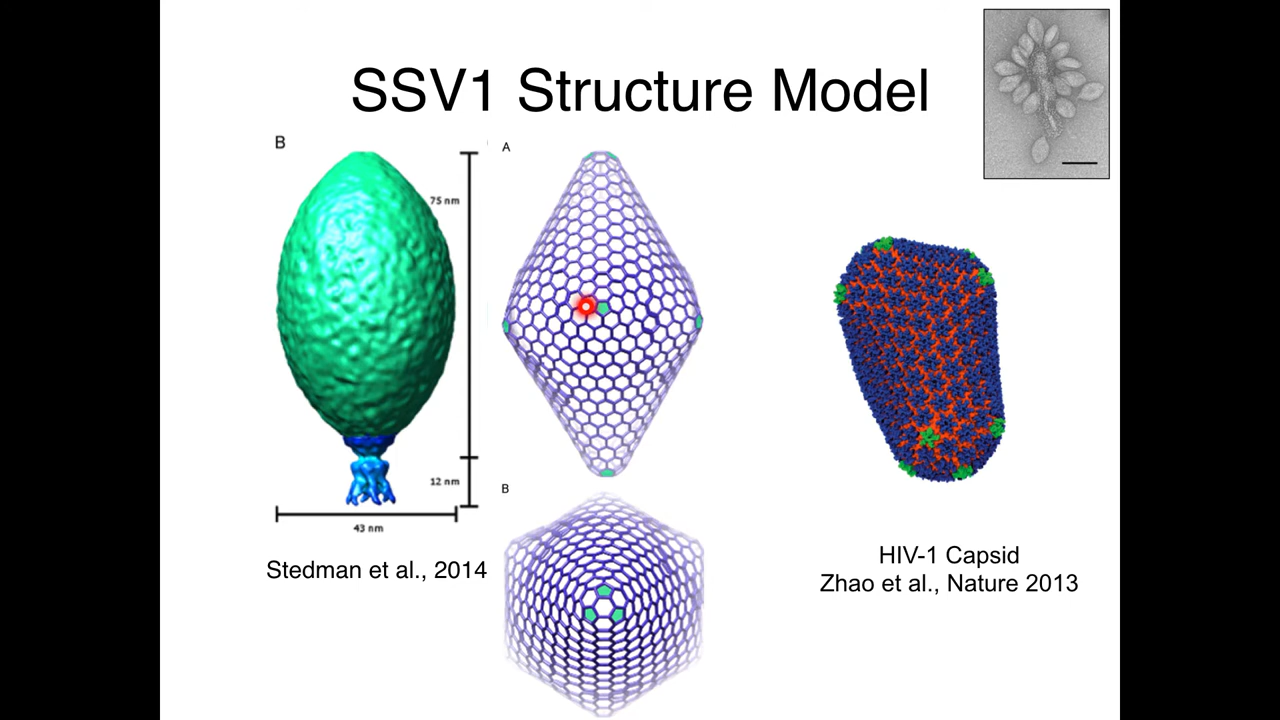 SSV1 Structure Model
B
75 nm
12 nm
43 nm
Stedman et al., 2014
A
B
HIV-1 Capsid
Zhao et al., Nature 2013